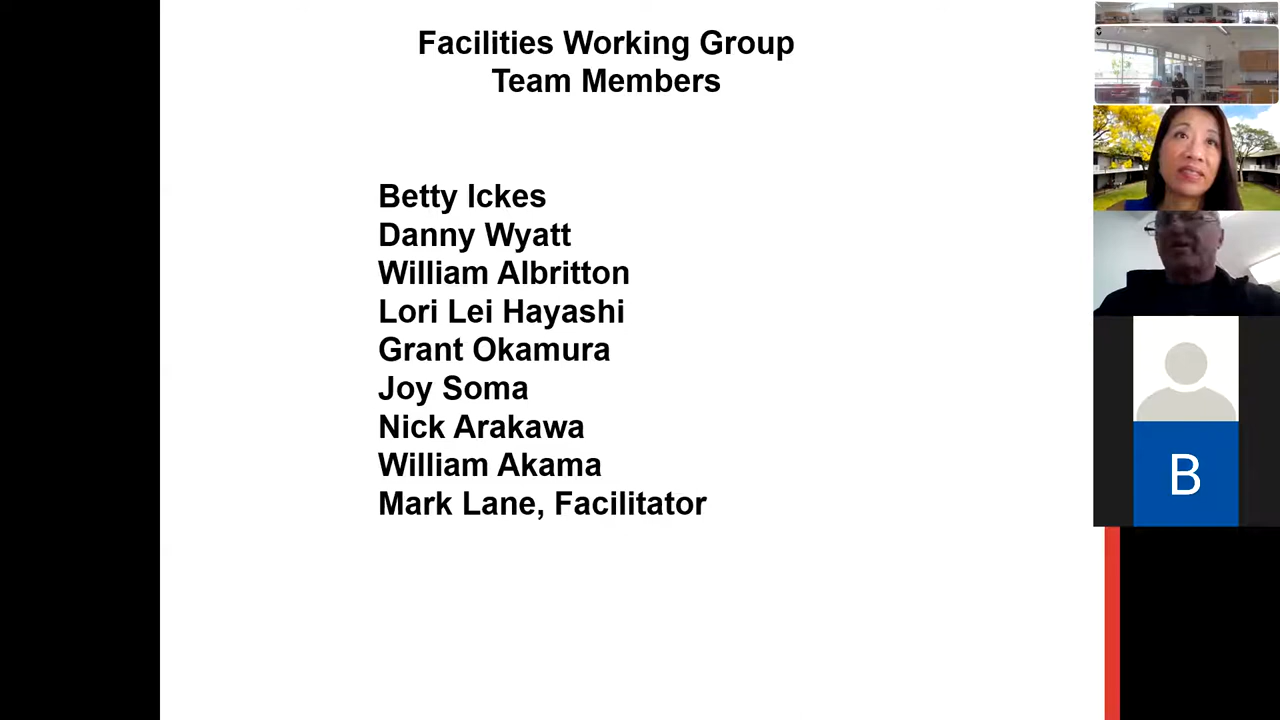 Facilities Working Group
Team Members
Betty Ickes
Danny Wyatt
William Albritton
Lori Lei Hayashi
Grant Okamura
Joy Soma
Nick Arakawa
William Akama
Mark Lane, Facilitator
B